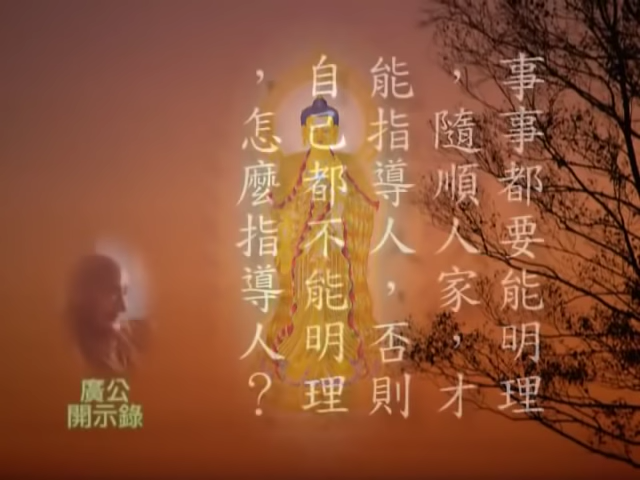 事事都要能明理
，隨順人家，才
能指導人，否則
自己都不能明理
，怎麼指導人？
廣公
開示錄